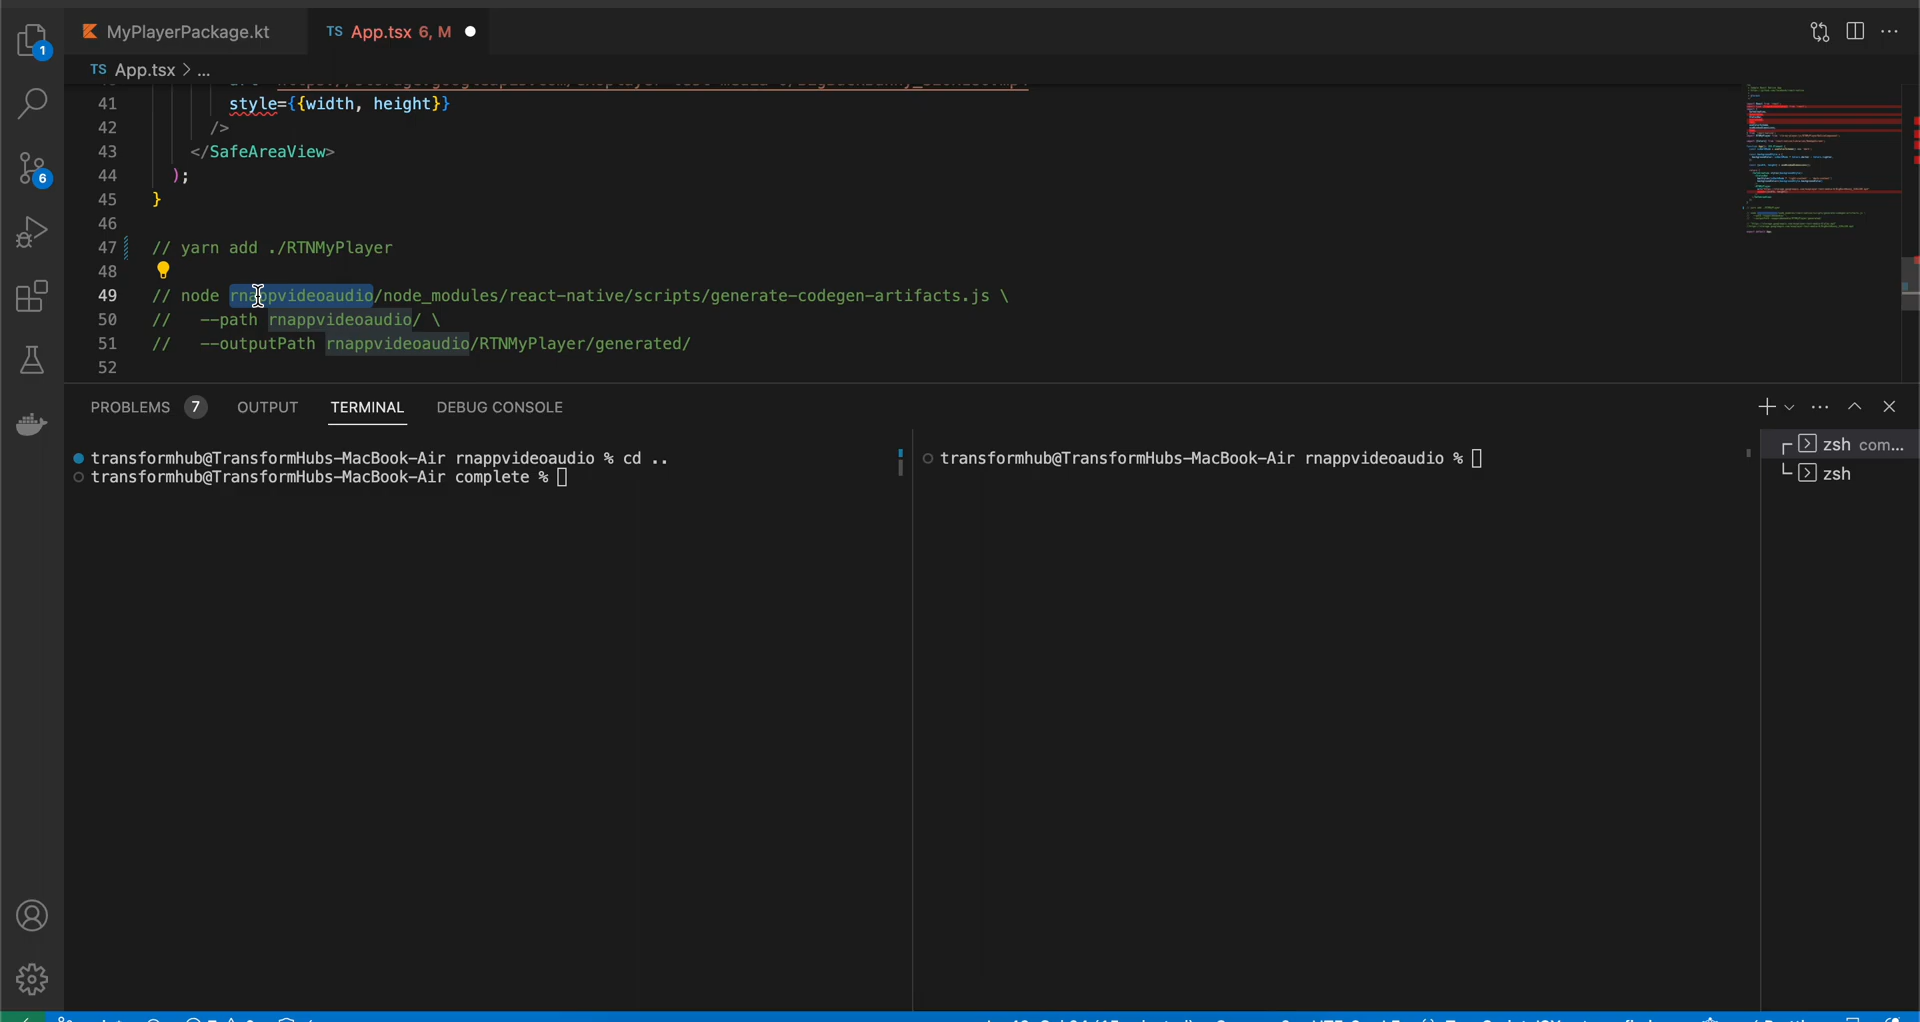 MyPlayerPackage.kt
TS App.tsx 6, M
TS App.tsx > ...
41 style={{width, height}}
42 />
43 </SafeAreaView>
44 );
45 }
46
47 // yarn add ./RTNMyPlayer
48
49 // node rnappvideoaudio/node_modules/react-native/scripts/generate-codegen-artifacts.js \
50 // --path rnappvideoaudio/ \
51 // --outputPath rnappvideoaudio/RTNMyPlayer/generated/
52
1
6
PROBLEMS 7 OUTPUT TERMINAL DEBUG CONSOLE
transformhub@TransformHubs-MacBook-Air rnappvideoaudio % cd ..
transformhub@TransformHubs-MacBook-Air complete %
transformhub@TransformHubs-MacBook-Air rnappvideoaudio %
zsh com...
zsh